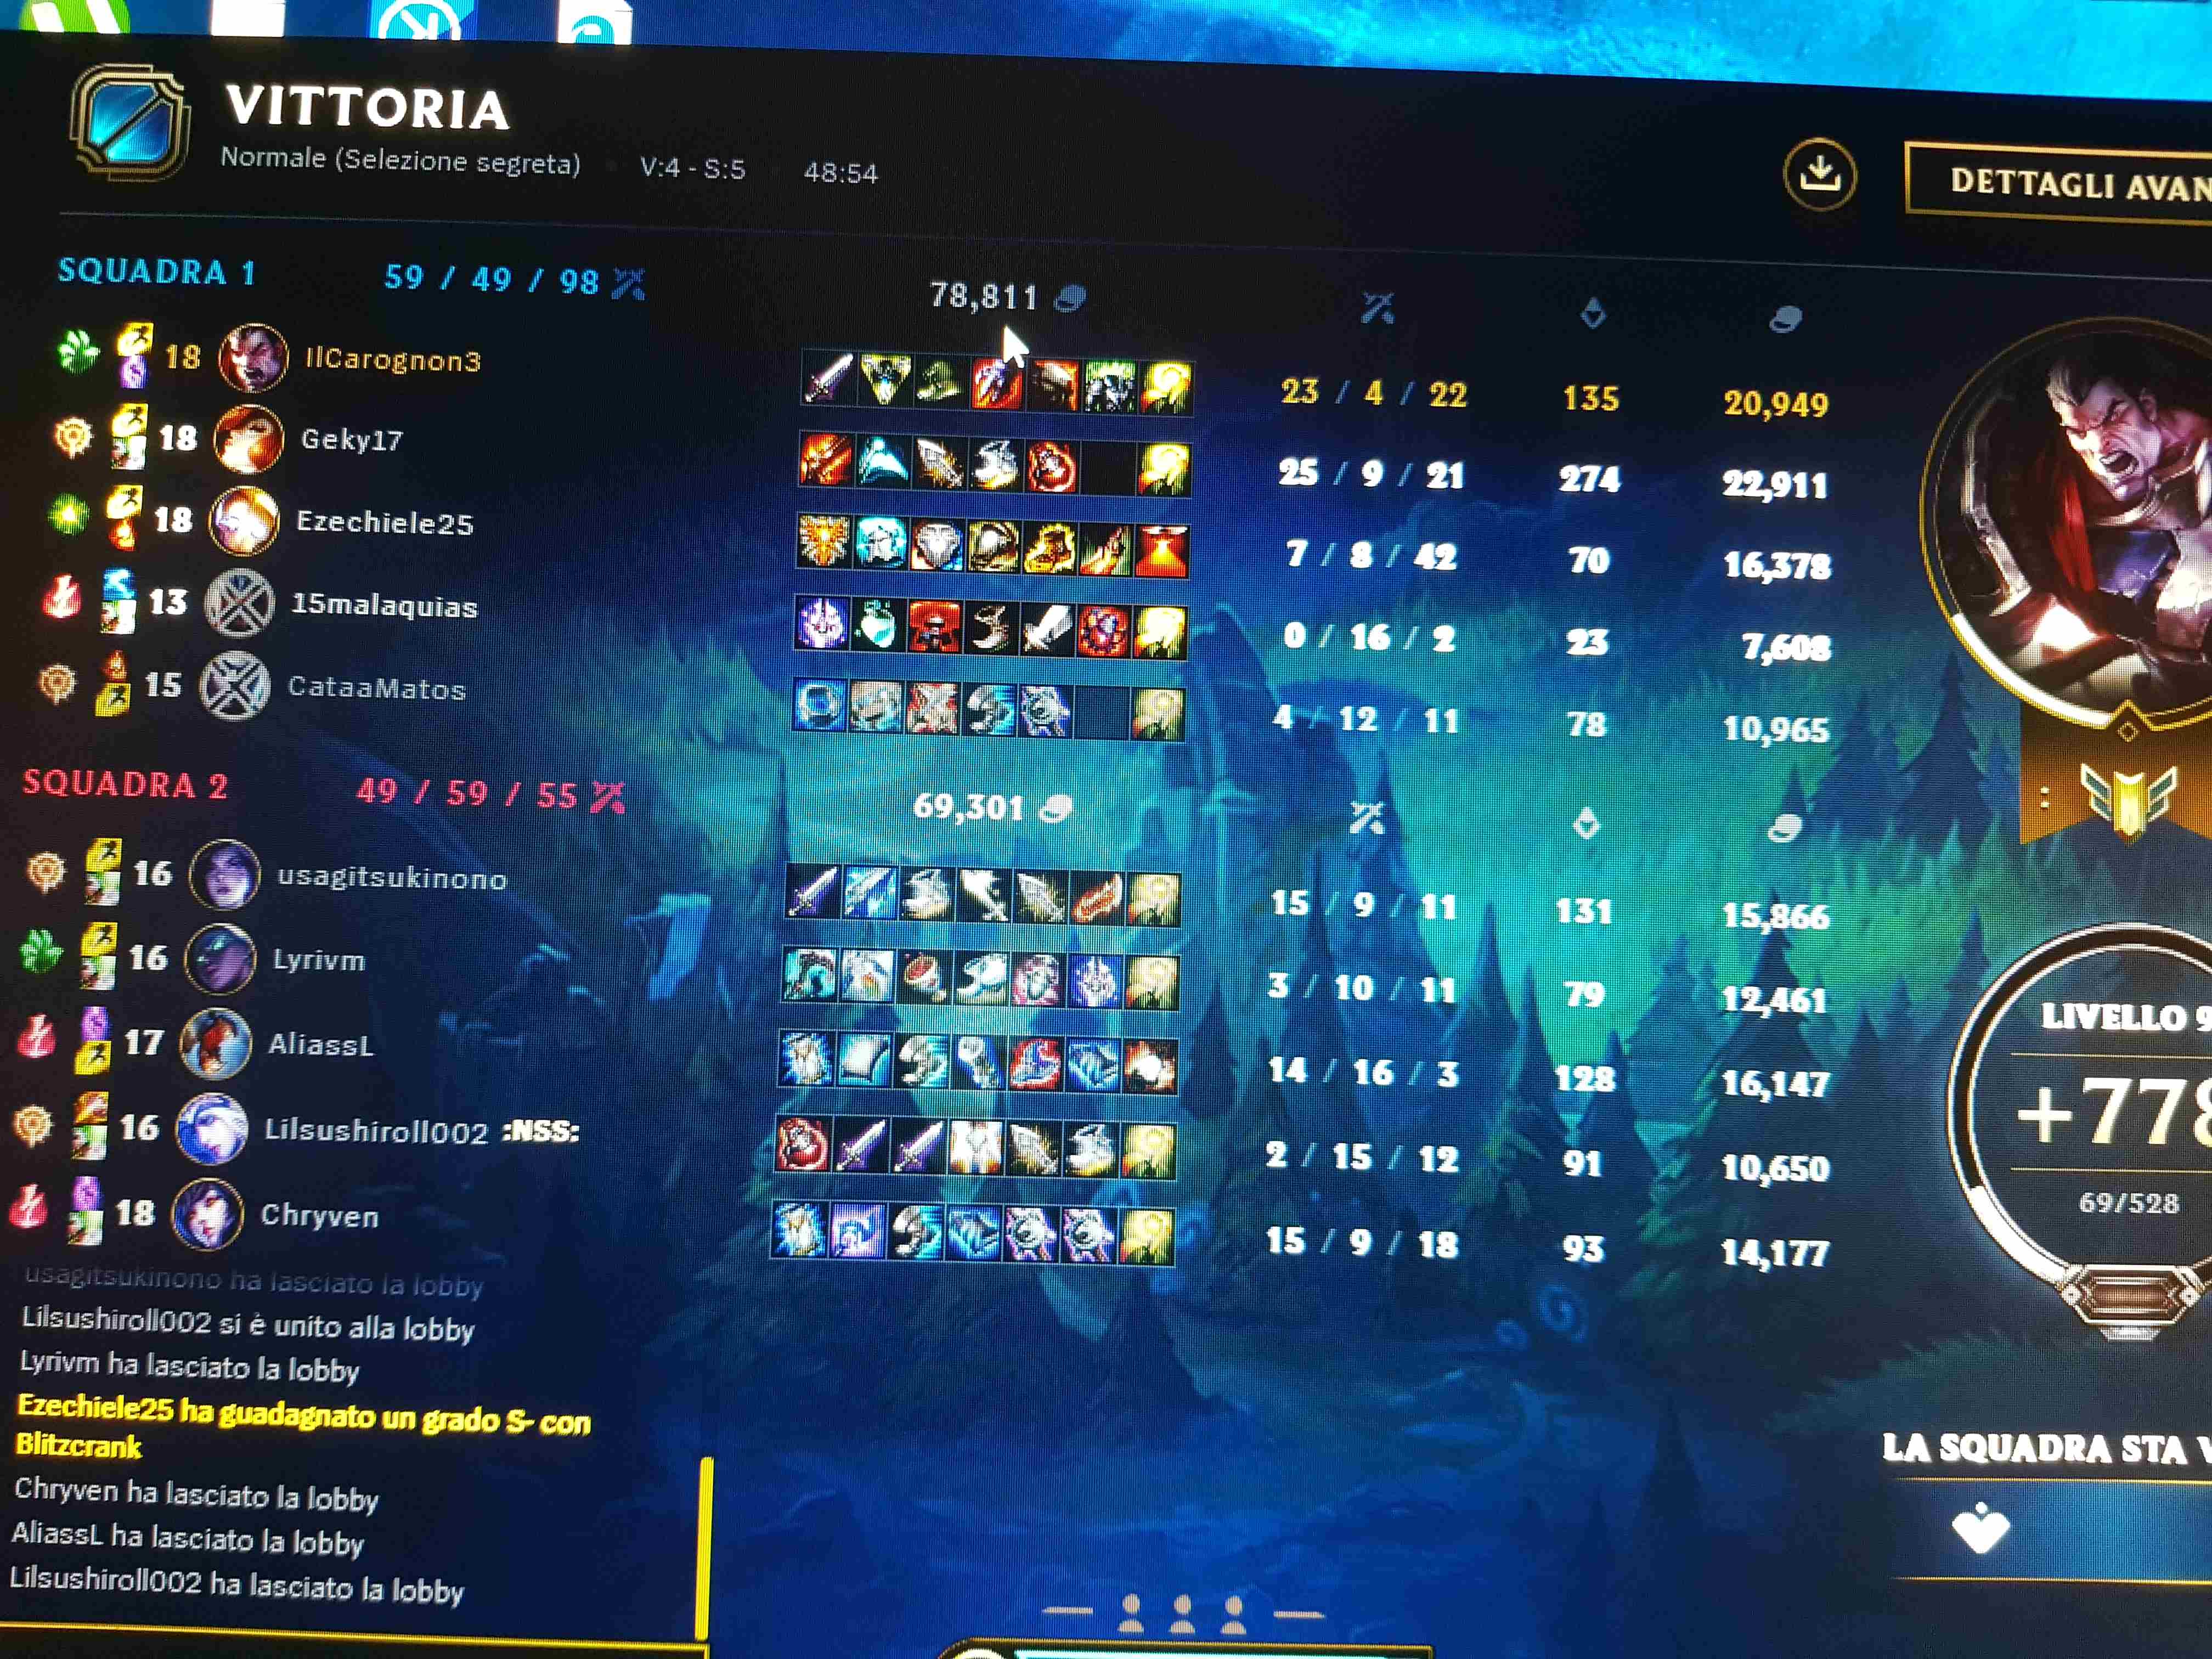 VITTORIA
Normale (Selezione segreta) V:4 - S:5 48:54
DETTAGLI AVAN
SQUADRA 1 59 / 49 / 98 78,811
18 IlCarognon3 23 / 4 / 22 135 20,949
18 Geky17 25 / 9 / 21 274 22,911
18 Ezechiele25 7 / 8 / 42 70 16,378
13 15malaquias 0 / 16 / 2 23 7,608
15 CataaMatos 4 / 12 / 11 78 10,965
SQUADRA 2 49 / 59 / 55 69,301
16 usagitsukinono 15 / 9 / 11 131 15,866
16 Lyrivm 3 / 10 / 11 79 12,461
17 AliassL 14 / 16 / 3 128 16,147
16 Lilsushiroll002 :NSS: 2 / 15 / 12 91 10,650
18 Chryven 15 / 9 / 18 93 14,177
LIVELLO 9
+778
69/528
usagitsukinono ha lasciato la lobby
Lilsushiroll002 si è unito alla lobby
Lyrivm ha lasciato la lobby
Ezechiele25 ha guadagnato un grado S- con
Blitzcrank
Chryven ha lasciato la lobby
AliassL ha lasciato la lobby
Lilsushiroll002 ha lasciato la lobby
LA SQUADRA STA V